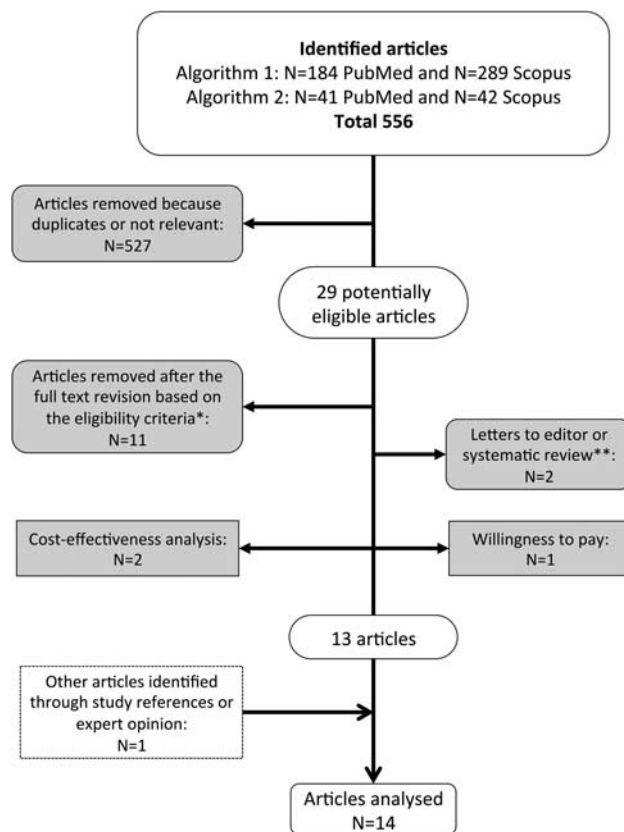 Identified articles
Algorithm 1: N=184 PubMed and N=289 Scopus
Algorithm 2: N=41 PubMed and N=42 Scopus
Total 556
Articles removed because
duplicates or not relevant:
N=527
29 potentially
eligible articles
Articles removed after the
full text revision based on
the eligibility criteria*:
N=11
Letters to editor or
systematic review**:
N=2
Cost-effectiveness analysis:
N=2
Willingness to pay:
N=1
13 articles
Other articles identified
through study references or
expert opinion:
N=1
Articles analysed
N=14